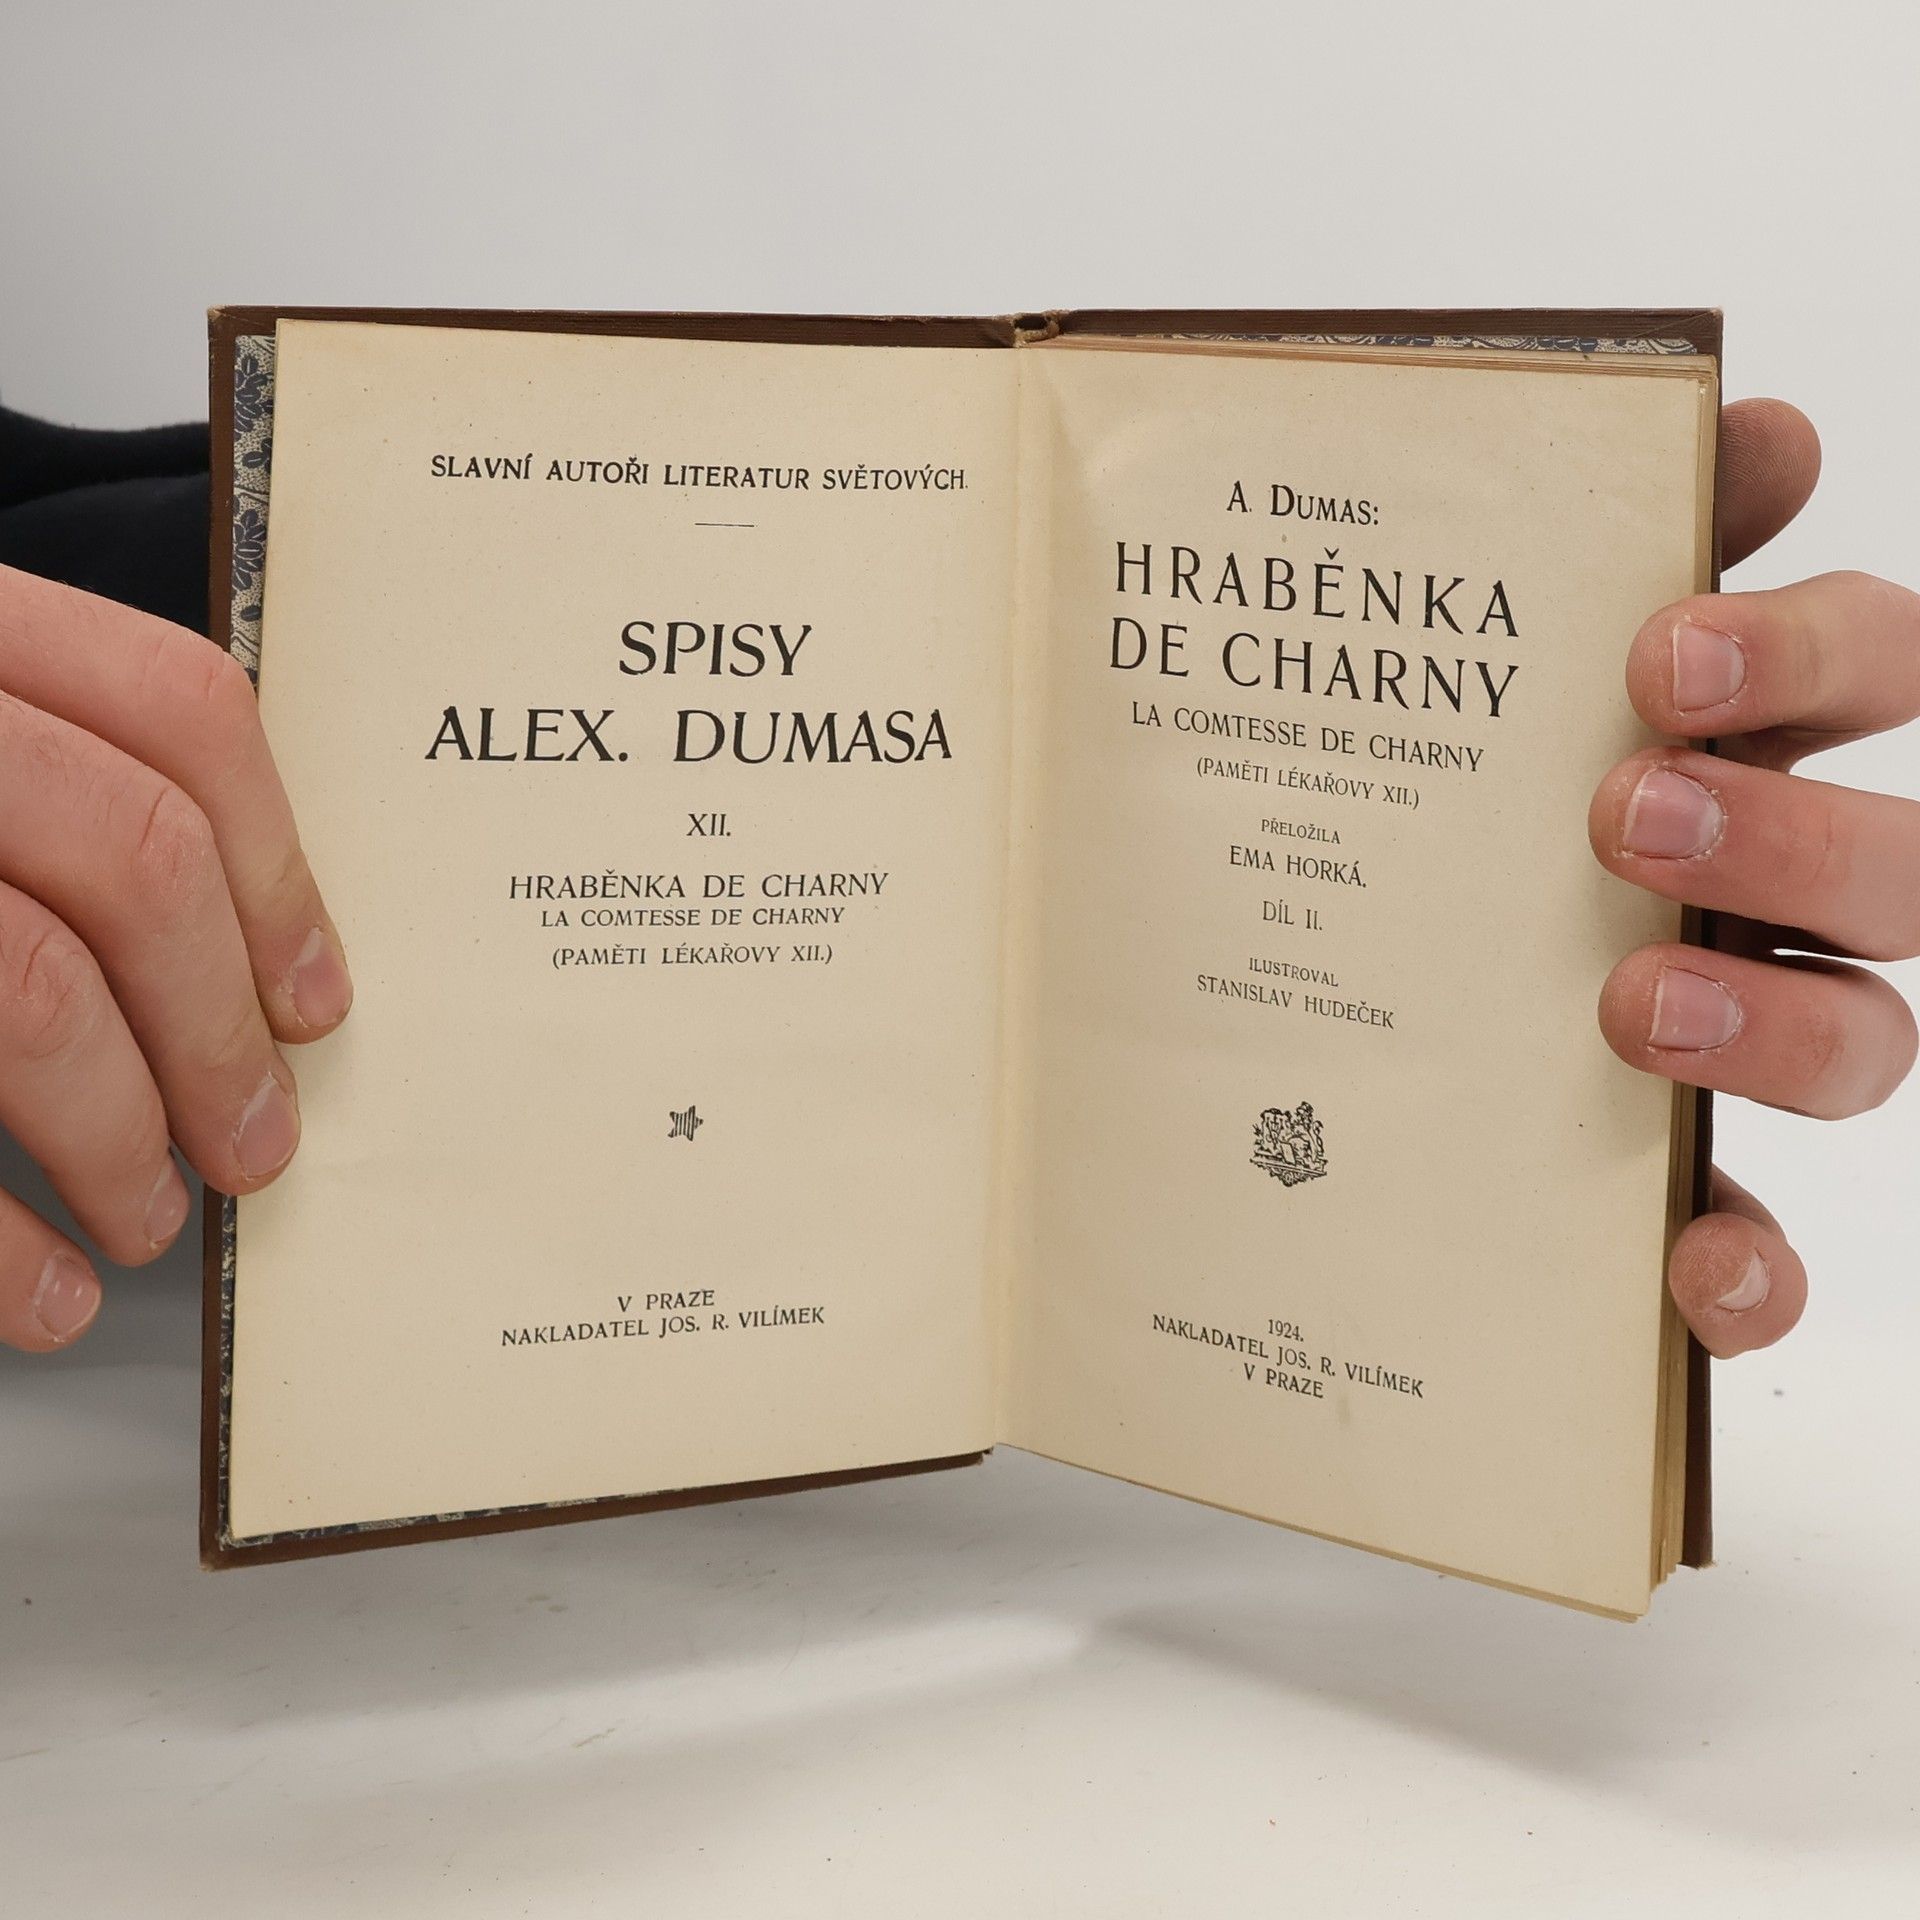 SLAVNÍ AUTOŘI LITERATUR SVĚTOVÝCH.
SPISY
ALEX. DUMASA
XII.
HRABĚNKA DE CHARNY
LA COMTESSE DE CHARNY
(PAMĚTI LÉKAŘOVY XII.)
V PRAZE
NAKLADATEL JOS. R. VILÍMEK
A. DUMAS:
HRABĚNKA
DE CHARNY
LA COMTESSE DE CHARNY
(PAMĚTI LÉKAŘOVY XII.)
PŘELOŽILA
EMA HORKÁ.
DÍL II.
ILUSTROVAL
STANISLAV HUDEČEK
1924.
NAKLADATEL JOS. R. VILÍMEK
V PRAZE